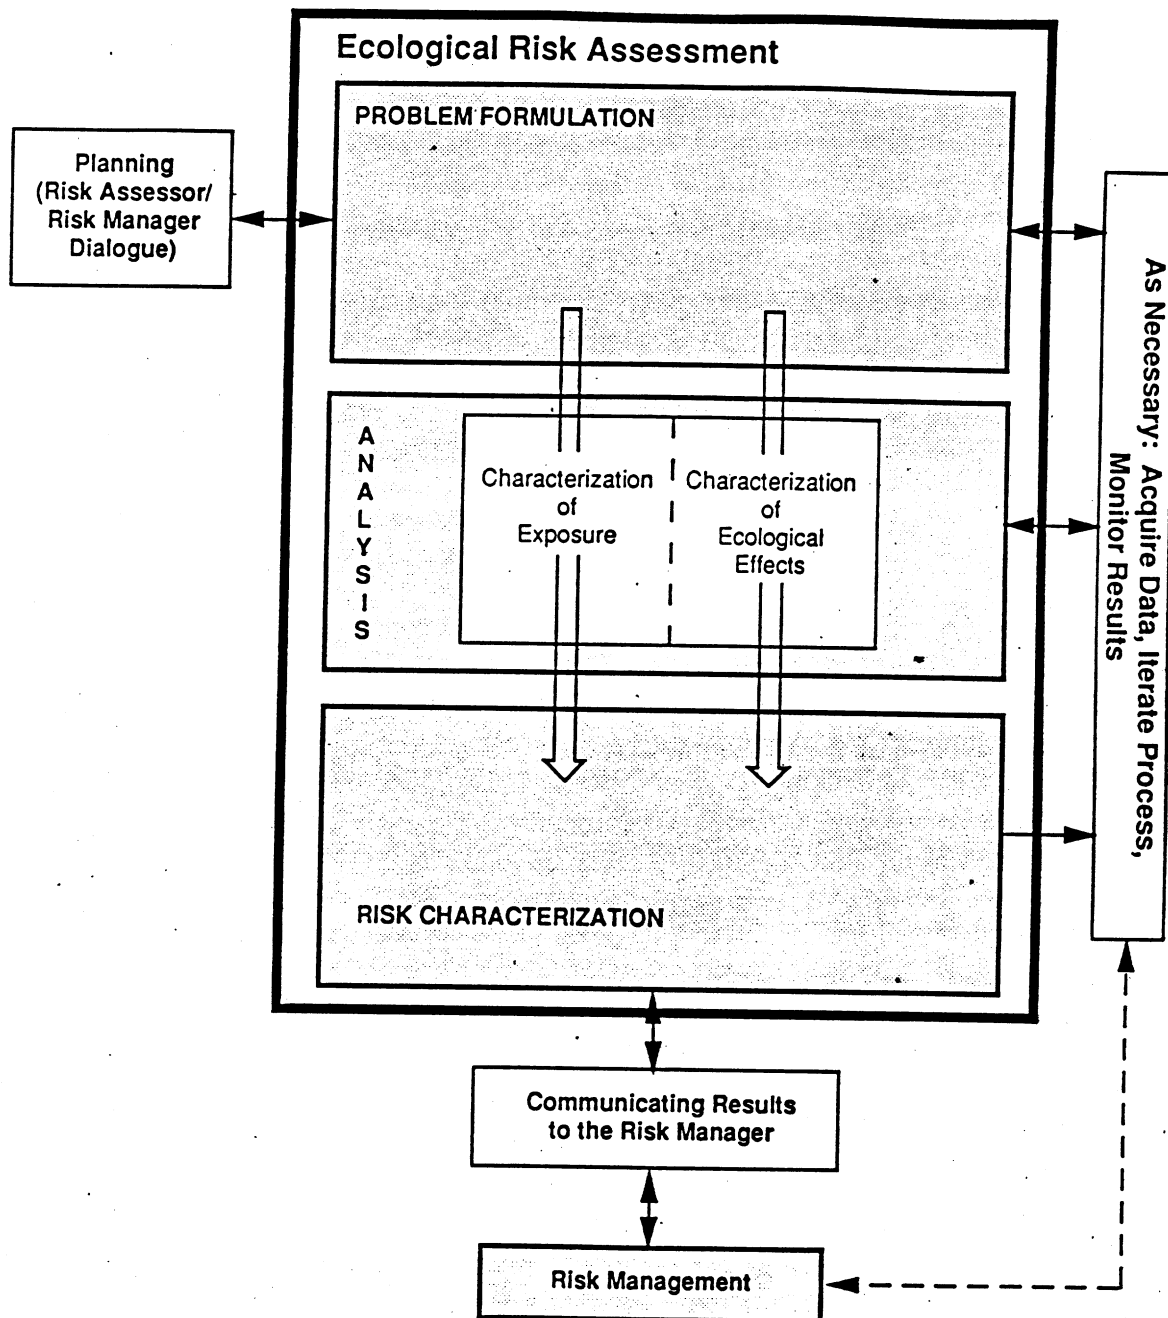 Ecological Risk Assessment
PROBLEM FORMULATION
Planning
(Risk Assessor/
Risk Manager
Dialogue)
As Necessary: Acquire Data, Iterate Process,
Monitor Results
ANALYSIS
Characterization
of
Exposure
Characterization
of
Ecological
Effects
RISK CHARACTERIZATION
Communicating Results
to the Risk Manager
Risk Management